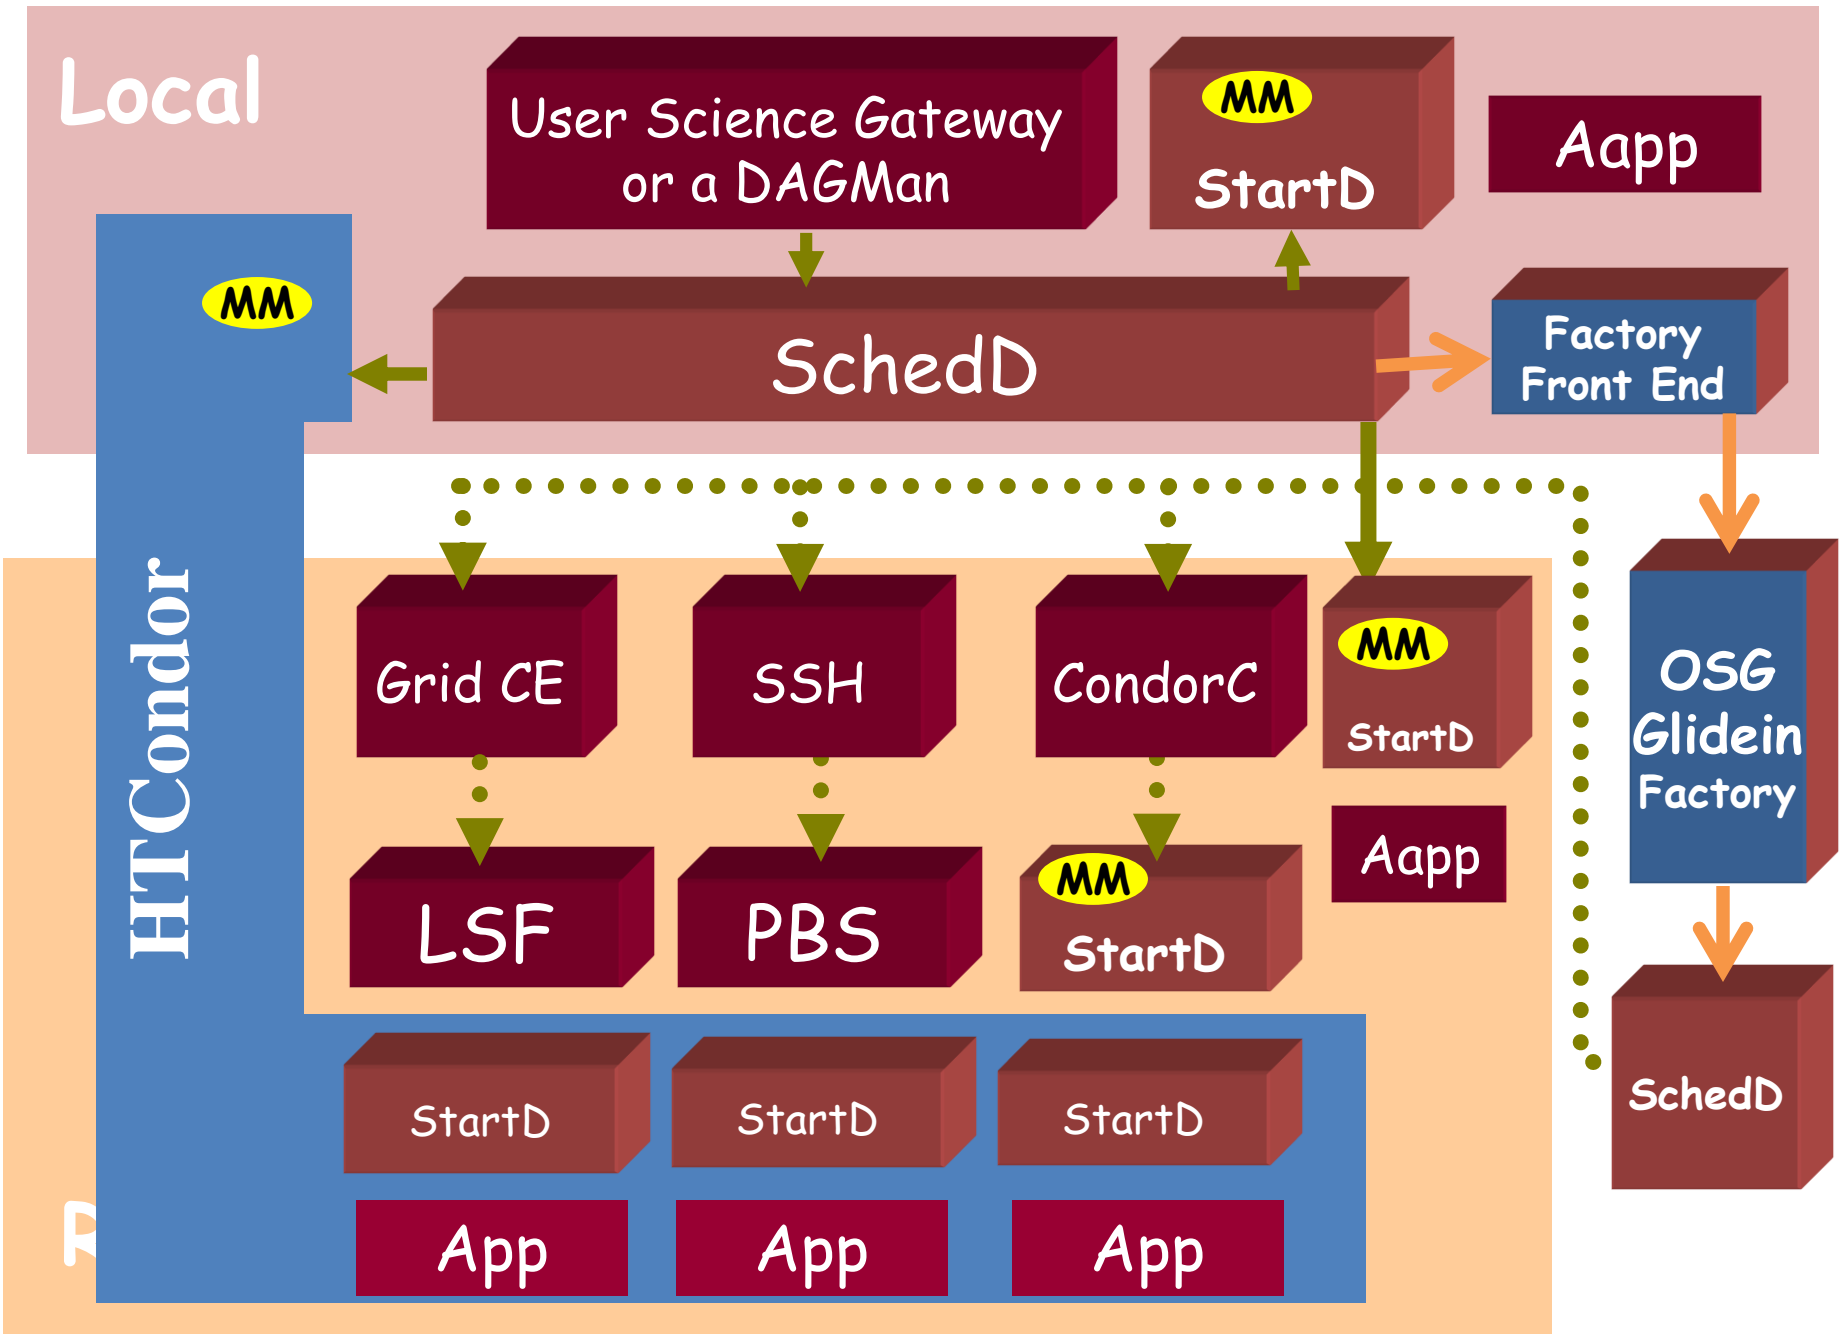 Local
User Science Gateway
or a DAGMan
MM
StartD
Aapp
MM
SchedD
Factory
Front End
HTCondor
Grid CE
SSH
CondorC
MM
StartD
OSG
Glidein
Factory
Aapp
LSF
PBS
MM
StartD
SchedD
StartD
StartD
StartD
R
App
App
App